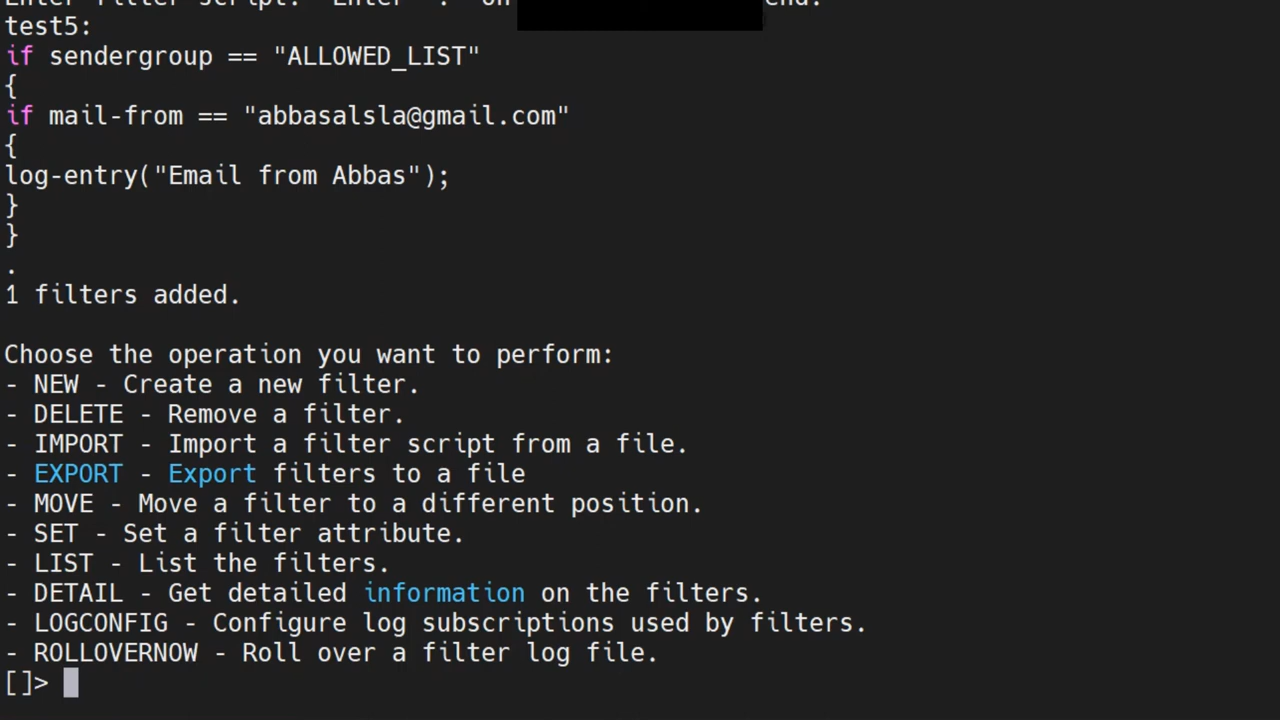 test5:
if sendergroup == "ALLOWED_LIST"
{
if mail-from == "abbasalsla@gmail.com"
{
log-entry("Email from Abbas");
}
}
.
1 filters added.
Choose the operation you want to perform:
- NEW - Create a new filter.
- DELETE - Remove a filter.
- IMPORT - Import a filter script from a file.
- EXPORT - Export filters to a file
- MOVE - Move a filter to a different position.
- SET - Set a filter attribute.
- LIST - List the filters.
- DETAIL - Get detailed information on the filters.
- LOGCONFIG - Configure log subscriptions used by filters.
- ROLLOVERNOW - Roll over a filter log file.
[]>